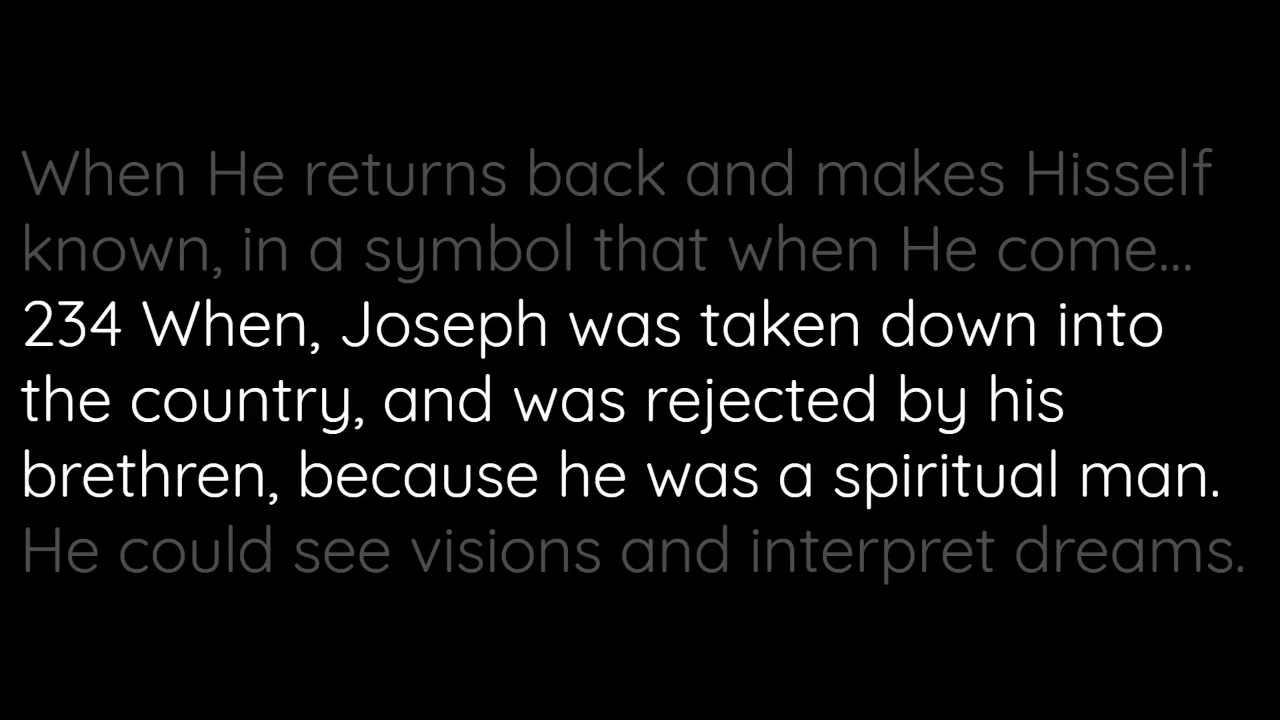 When He returns back and makes Hisself
known, in a symbol that when He come...
234 When, Joseph was taken down into
the country, and was rejected by his
brethren, because he was a spiritual man.
He could see visions and interpret dreams.